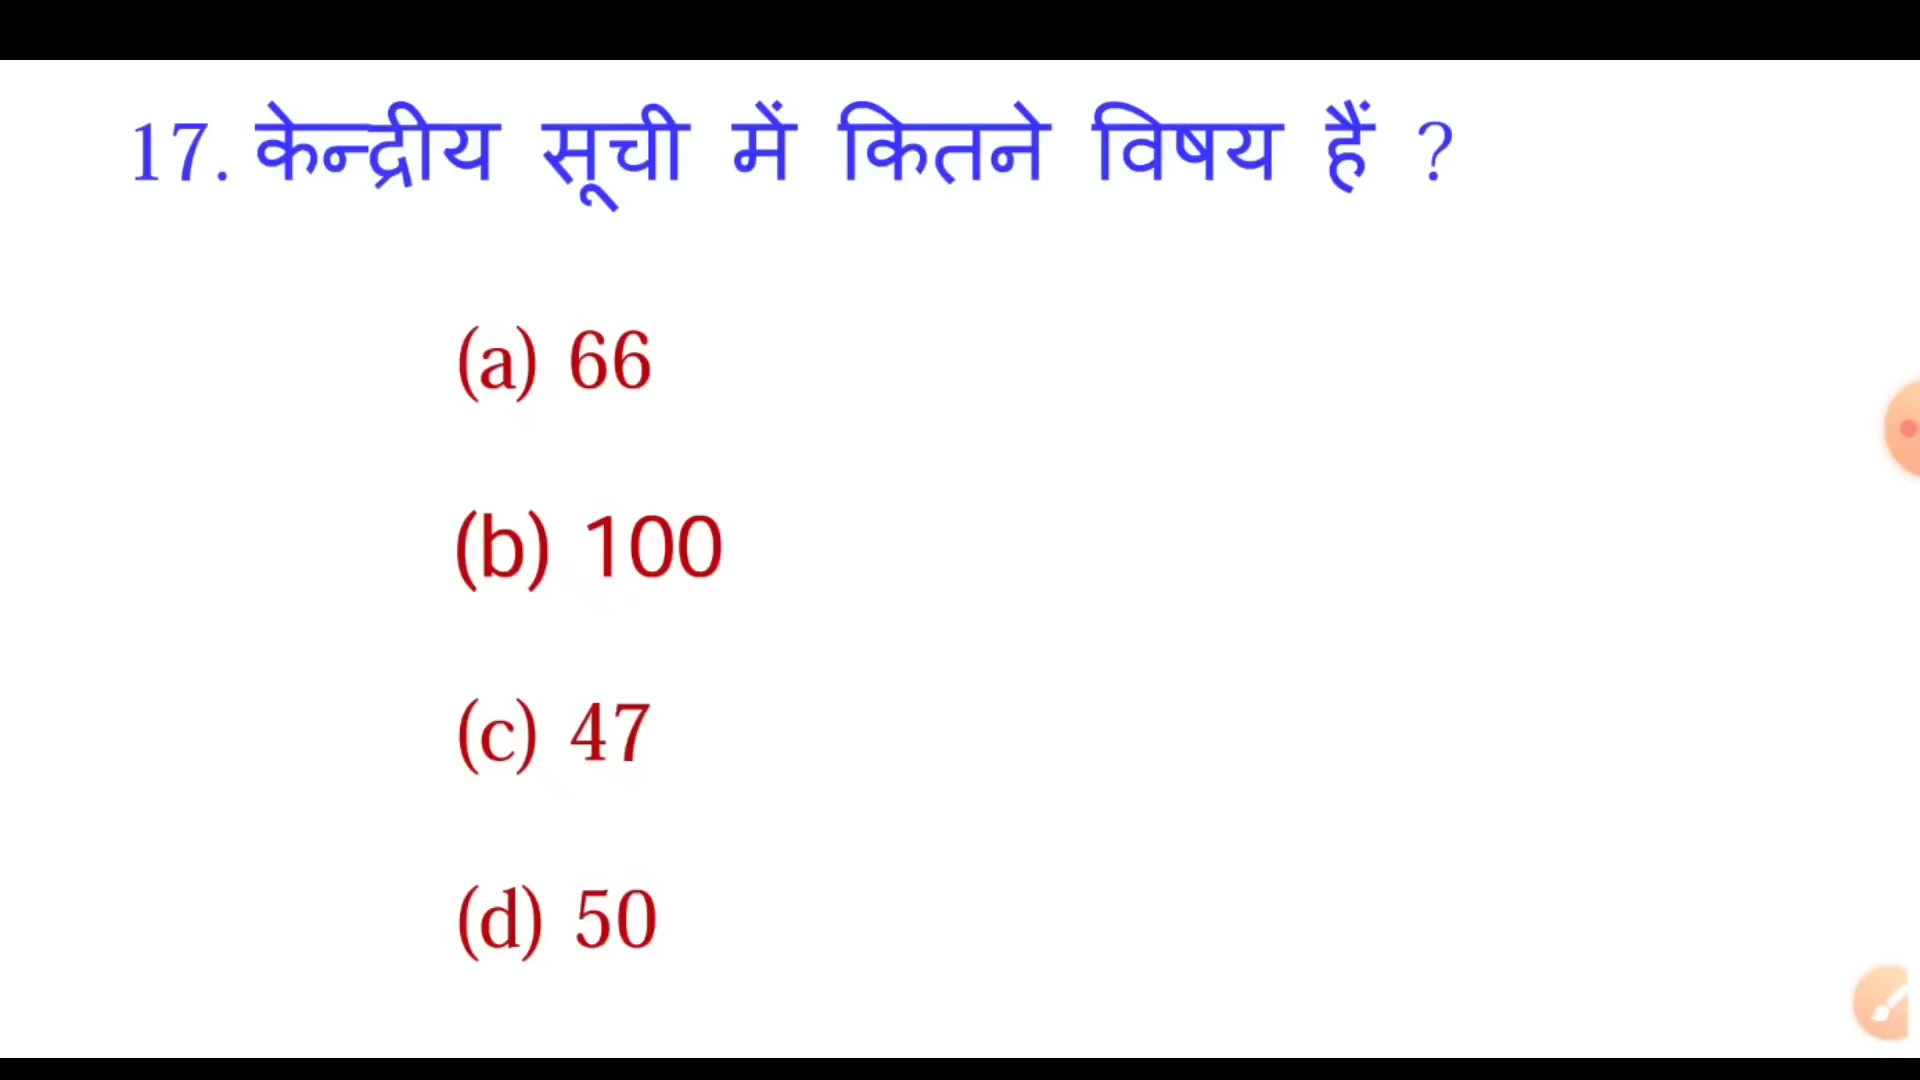 17. केन्द्रीय सूची में कितने विषय हैं ?
(a) 66
(b) 100
(c) 47
(d) 50